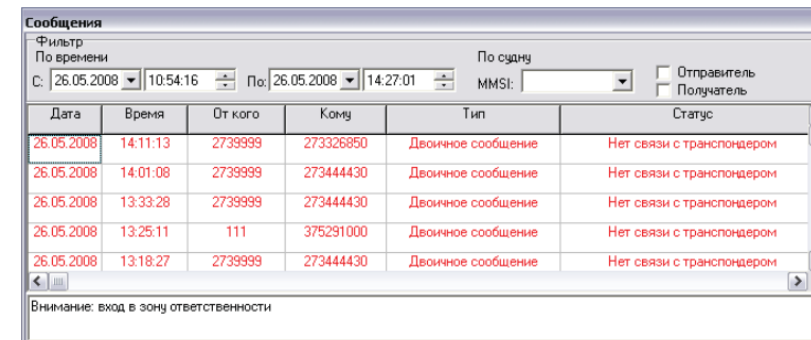 Сообщения
Фильтр
По времени По судну
С: 26.05.2008 10:54:16 По: 26.05.2008 14:27:01 MMSI: Отправитель
Получатель
Дата Время От кого Кому Тип Статус
26.05.2008 14:11:13 2739999 273326850 Двоичное сообщение Нет связи с транспондером
26.05.2008 14:01:08 2739999 273444430 Двоичное сообщение Нет связи с транспондером
26.05.2008 13:33:28 2739999 273444430 Двоичное сообщение Нет связи с транспондером
26.05.2008 13:25:11 111 375291000 Двоичное сообщение Нет связи с транспондером
26.05.2008 13:18:27 2739999 273444430 Двоичное сообщение Нет связи с транспондером
Внимание: вход в зону ответственности